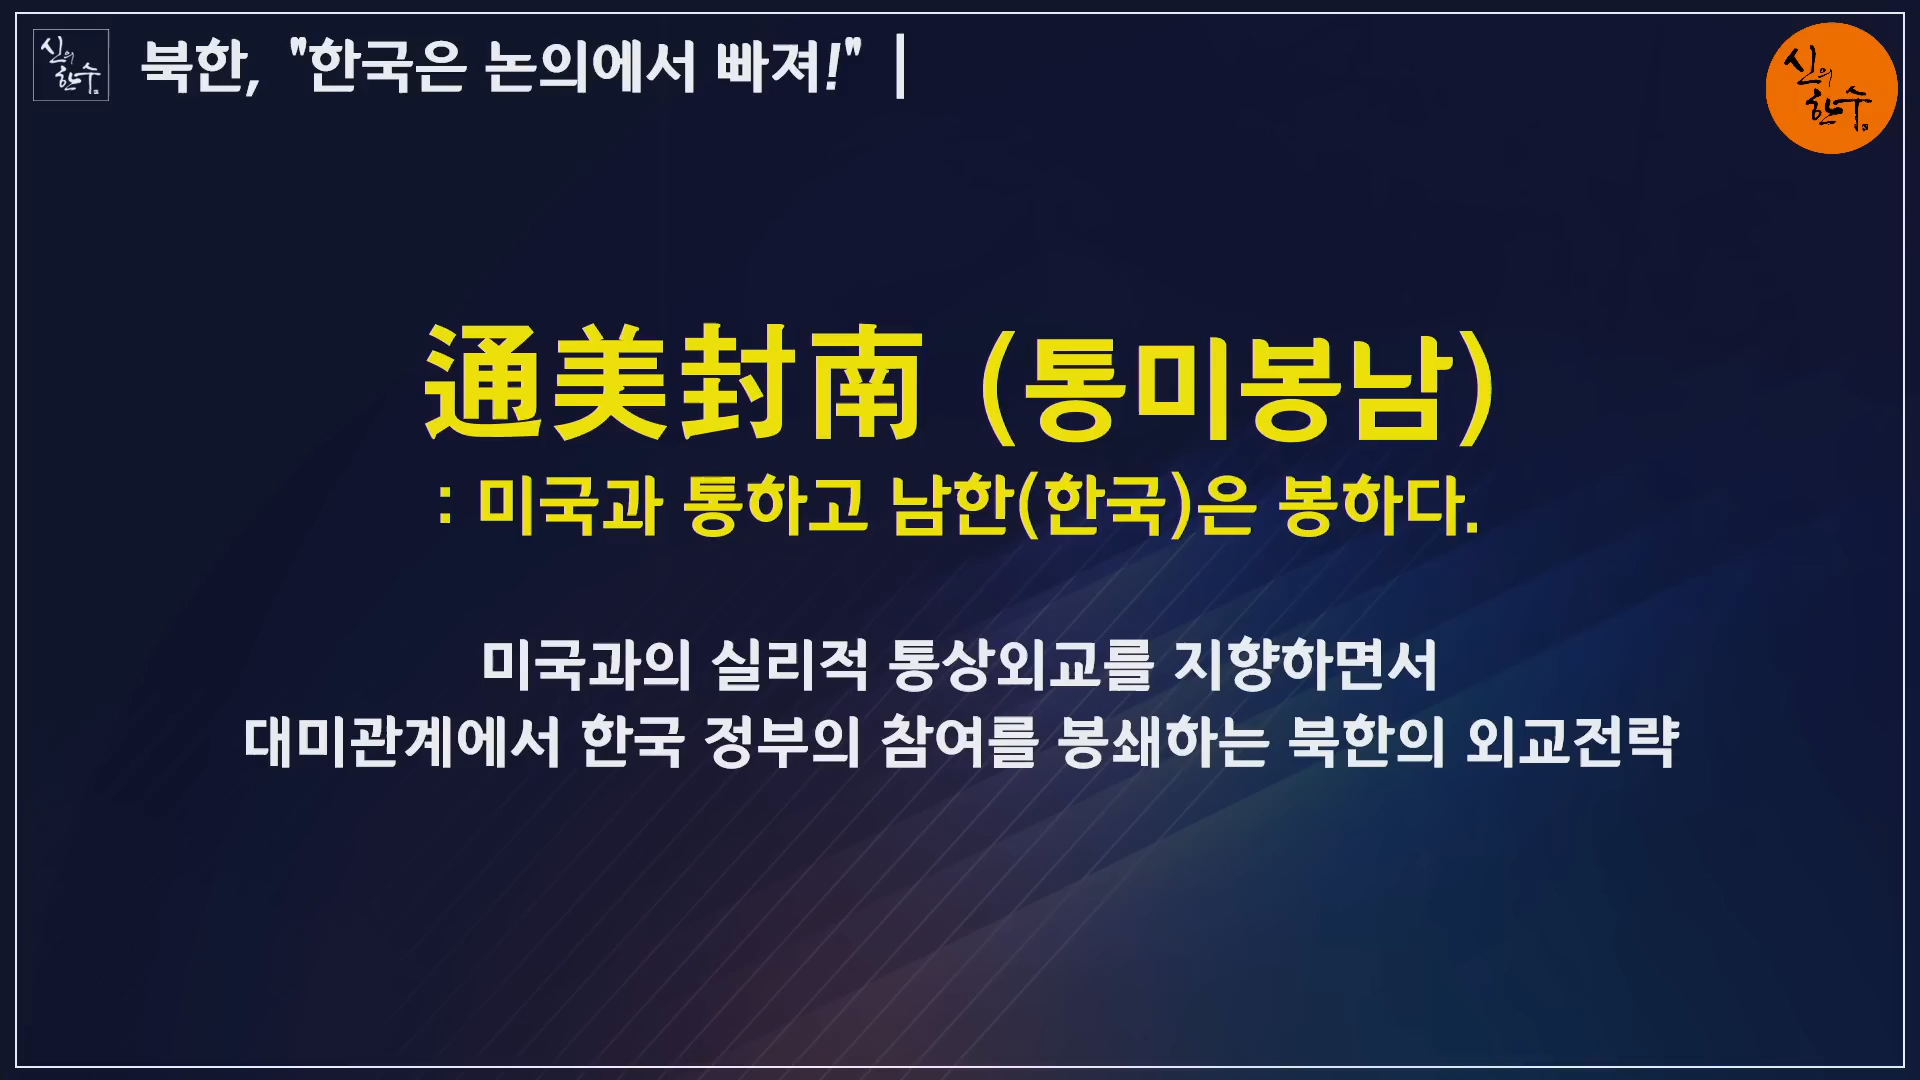 신의 한수
북한, "한국은 논의에서 빠져!"
신의 한수
通美封南 (통미봉남)
: 미국과 통하고 남한(한국)은 봉하다.
미국과의 실리적 통상외교를 지향하면서
대미관계에서 한국 정부의 참여를 봉쇄하는 북한의 외교전략